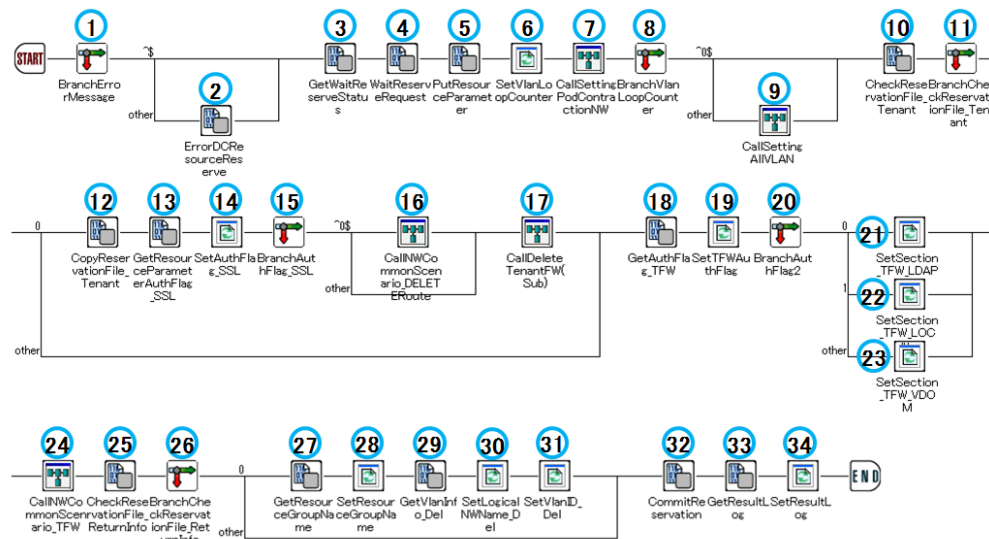 1
3
4
5
6
7
8
10
11
START
^$
^0$
BranchErro
rMessage
GetWaitRe
serveStatu
s
WaitReserv
eRequest
PutResour
ceParamet
er
SetVlanLo
opCounter
CallSetting
PodContra
ctionNW
BranchVlan
LoopCounter
CheckRese
rvationFile_
Tenant
BranchChe
ckReservat
ionFile_Ten
ant
2
9
other
other
ErrorDCRe
sourceRes
erve
CallSetting
AllVLAN
12
13
14
15
16
17
18
19
20
0
^0$
0
21
CopyReser
vationFile_
Tenant
GetResour
ceParamet
erAuthFlag
_SSL
SetAuthFla
g_SSL
BranchAut
hFlag_SSL
CallNWCo
mmonScen
ario_DELET
ERoute
CallDelete
TenantFW(
Sub)
GetAuthFla
g_TFW
SetTFWAu
thFlag
BranchAut
hFlag2
SetSection
_TFW_LDAP
other
1
22
SetSection
_TFW_LOC
other
other
23
SetSection
_TFW_VDO
M
24
25
26
27
28
29
30
31
32
33
34
0
END
CallNWCo
mmonScen
ario_TFW
CheckRese
rvationFile_
ReturnInfo
BranchChe
ckReservat
ionFile_Ret
urnInfo
GetResour
ceGroupNa
me
SetResour
ceGroupNa
me
GetVlanInf
o_Del
SetLogical
NWName_D
el
SetVlanID_
Del
CommitRe
servation
GetResultL
og
SetResultL
og
other